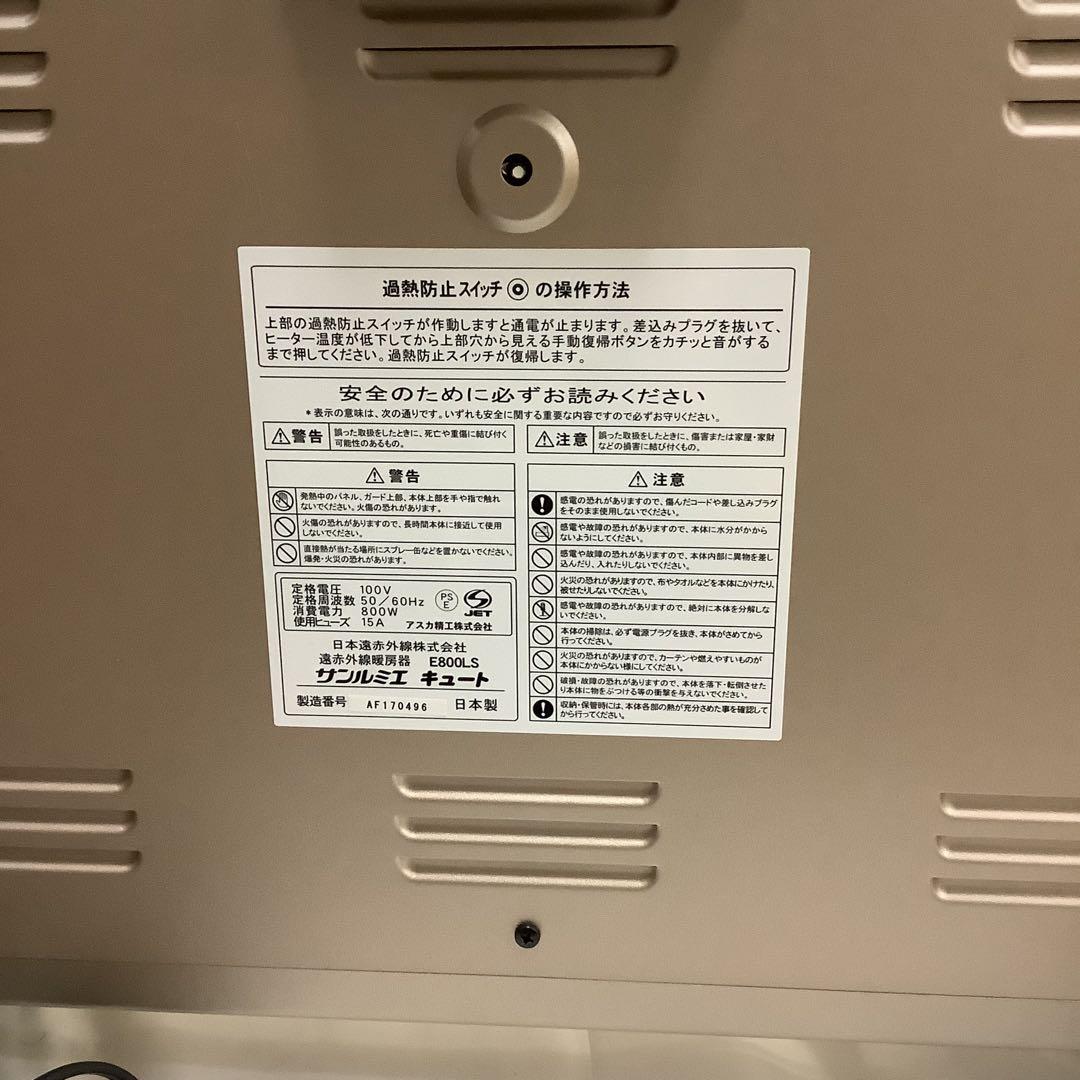 過熱防止スイッチ◎の操作方法
上部の過熱防止スイッチが作動しますと通電が止まります。差込みプラグを抜いて、
ヒーター温度が低下してから上部穴から見える手動復帰ボタンをカチッと音がする
まで押してください。過熱防止スイッチが復帰します。
安全のために必ずお読みください
*表示の意味は、次の通りです。いずれも安全に関する重要な内容ですので必ずお守りください。
警告
誤った取扱をしたときに、死亡や重傷に結び付く
可能性のあるもの。
注意
誤った取扱をしたときに、傷害または家屋・家財
などの損害に結び付くもの。
警告
発熱中のパネル、ガード上部、本体上部を手や指で触れ
ないでください。火傷の恐れがあります。
火傷の恐れがありますので、長時間本体に接近して使用
しないでください。
直接熱が当たる場所にスプレー缶などを置かないでください。
爆発・火災の恐れがあります。
定格電圧 100V
定格周波数 50/60Hz
消費電力 800W
使用ヒューズ 15A
PS
E
JET
アスカ精工株式会社
日本遠赤外線株式会社
遠赤外線暖房器 E800LS
サンルミエ キュート
製造番号 AF170496 日本製
注意
感電の恐れがありますので、傷んだコードや差し込みプラグ
をそのまま使用しないでください。
感電や故障の恐れがありますので、本体に水分がかから
ないようにしてください。
感電や故障の恐れがありますので、本体内部に異物を差し
込んだり、入れたりしないでください。
火災の恐れがありますので、布やタオルなどを本体にかけたり、
被せたりしないでください。
感電や故障の恐れがありますので、絶対に本体を分解しな
いでください。
本体の掃除は、必ず電源プラグを抜き、本体がさめてから
行ってください。
火災の恐れがありますので、カーテンや燃えやすいものが
本体にかからない様にしてください。
破損・故障の恐れがありますので、本体を落下・転倒させた
り本体に物をぶつける等の衝撃を与えないでください。
収納・保管時には、本体各部の熱が充分さめた事を確認して
から行ってください。